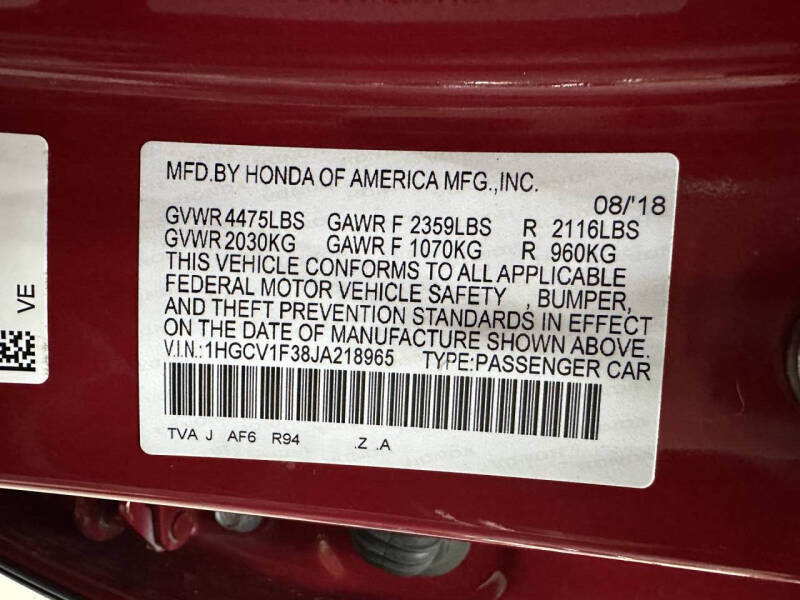 MFD.BY HONDA OF AMERICA MFG.,INC.
08/'18
GVWR 4475LBS GAWR F 2359LBS R 2116LBS
GVWR 2030KG GAWR F 1070KG R 960KG
THIS VEHICLE CONFORMS TO ALL APPLICABLE
FEDERAL MOTOR VEHICLE SAFETY , BUMPER,
AND THEFT PREVENTION STANDARDS IN EFFECT
ON THE DATE OF MANUFACTURE SHOWN ABOVE.
V.I.N.:1HGCV1F38JA218965 TYPE:PASSENGER CAR
TVA J AF6 R94 .Z .A
VE